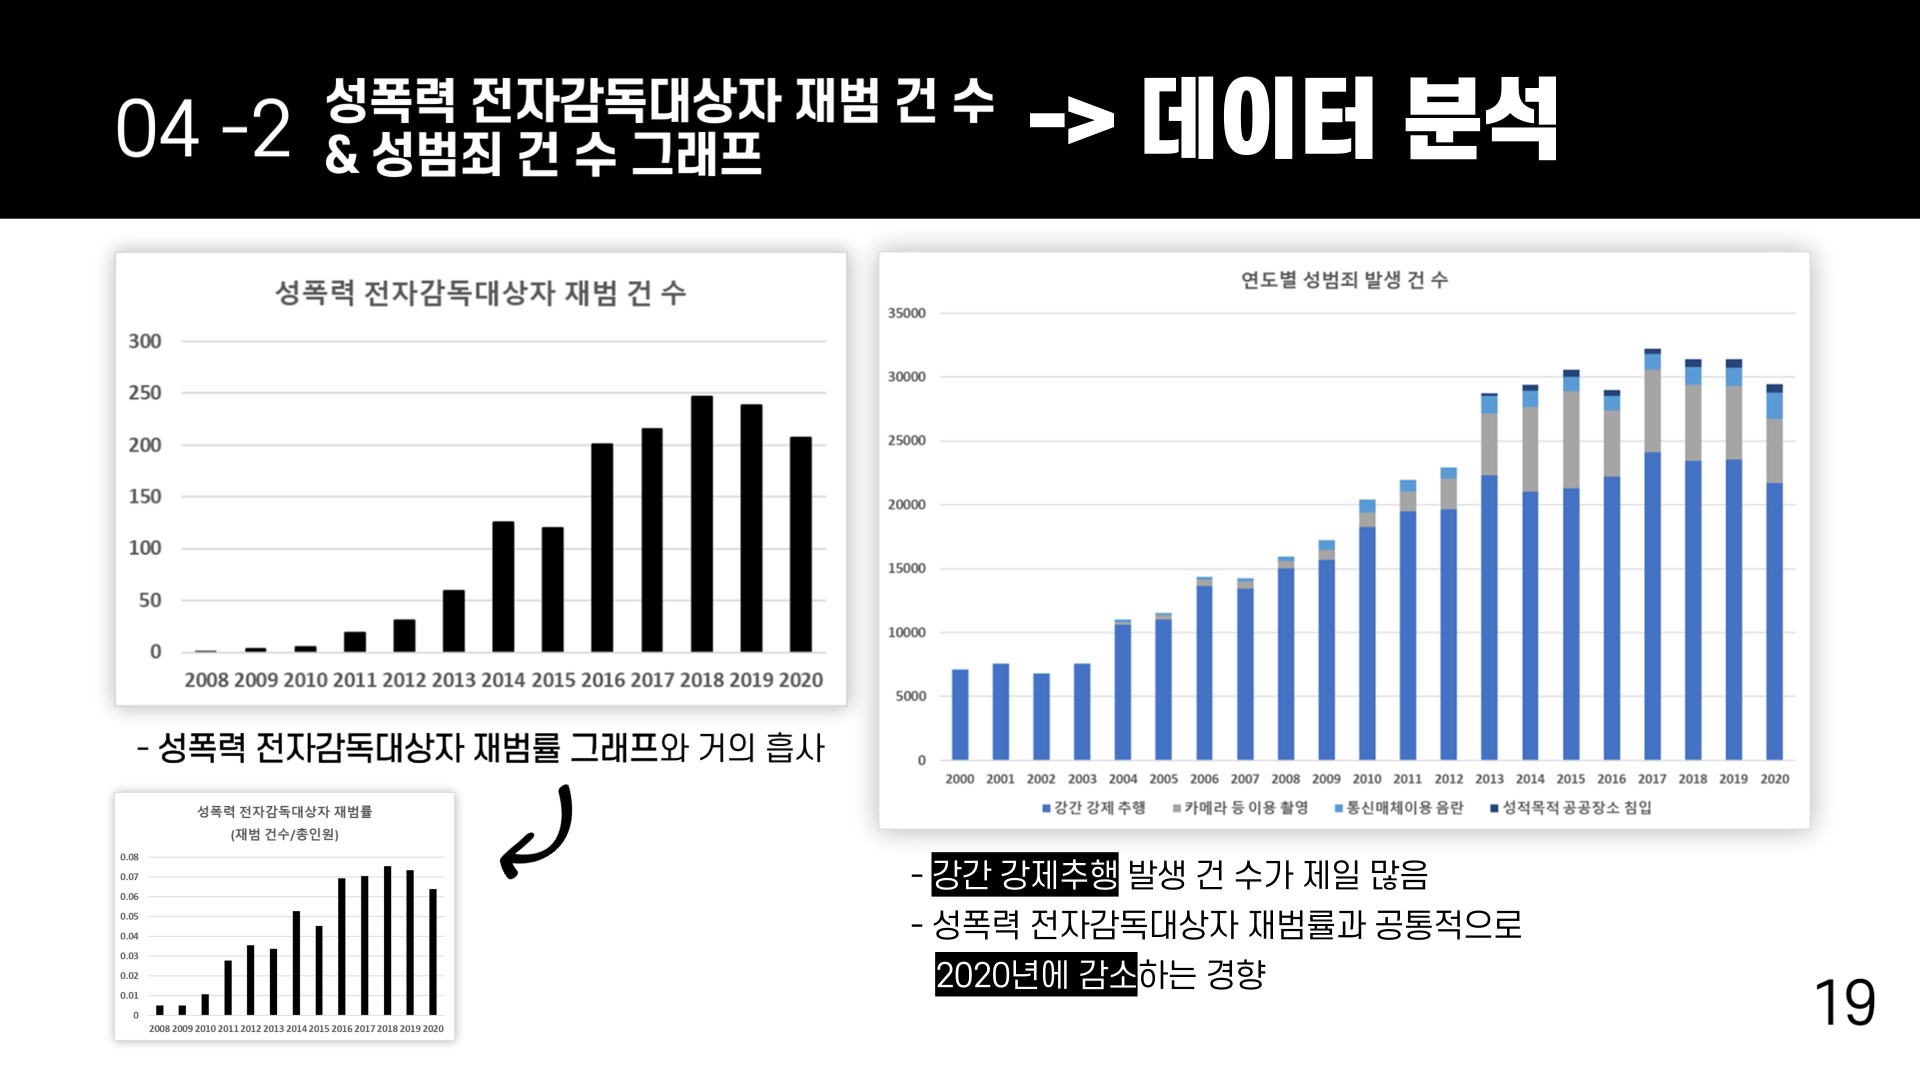 04 -2
성폭력 전자감독대상자 재범 건 수
& 성범죄 건 수 그래프
-> 데이터 분석
성폭력 전자감독대상자 재범 건 수
300
250
200
150
100
50
0
2008 2009 2010 2011 2012 2013 2014 2015 2016 2017 2018 2019 2020
- 성폭력 전자감독대상자 재범률 그래프와 거의 흡사
성폭력 전자감독대상자 재범률
(재범 건수/총인원)
0.08
0.07
0.06
0.05
0.04
0.03
0.02
0.01
0
2008 2009 2010 2011 2012 2013 2014 2015 2016 2017 2018 2019 2020
연도별 성범죄 발생 건 수
35000
30000
25000
20000
15000
10000
5000
0
2000 2001 2002 2003 2004 2005 2006 2007 2008 2009 2010 2011 2012 2013 2014 2015 2016 2017 2018 2019 2020
강간 강제 추행 카메라 등 이용 촬영 통신매체이용 음란 성적목적 공공장소 침입
- 강간 강제추행 발생 건 수가 제일 많음
- 성폭력 전자감독대상자 재범률과 공통적으로
2020년에 감소하는 경향
19